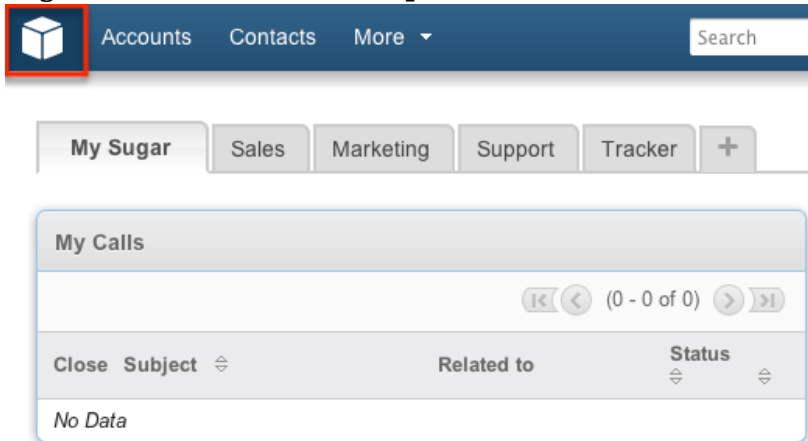 Accounts Contacts More Search
My Sugar Sales Marketing Support Tracker +
My Calls
(0 - 0 of 0)
Close Subject Related to Status
No Data